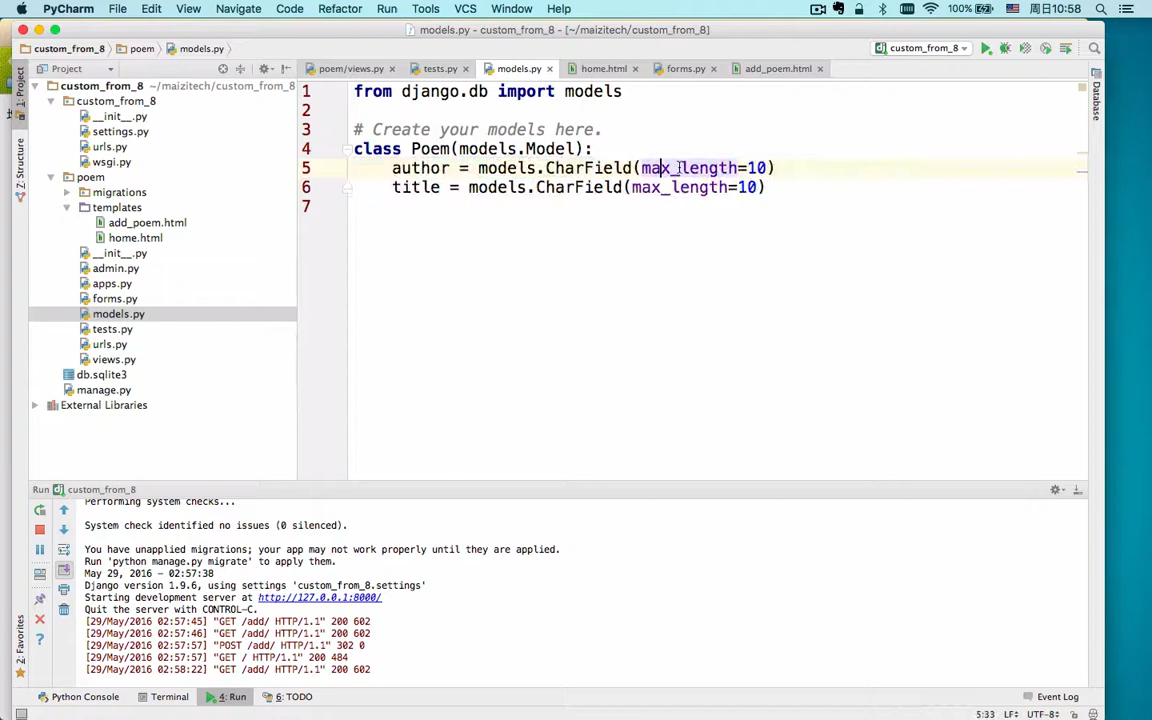 PyCharm File Edit View Navigate Code Refactor Run Tools VCS Window Help 100% 周日10:58
models.py - custom_from_8 - [~/maizitech/custom_from_8]
custom_from_8 poem models.py custom_from_8
Project poem/views.py tests.py models.py home.html forms.py add_poem.html
1: Project
7: Structure
2: Favorites
Database
custom_from_8 ~/maizitech/custom_from_8
custom_from_8
__init__.py
settings.py
urls.py
wsgi.py
poem
migrations
templates
add_poem.html
home.html
__init__.py
admin.py
apps.py
forms.py
models.py
tests.py
urls.py
views.py
db.sqlite3
manage.py
External Libraries
1 from django.db import models
2
3 # Create your models here.
4 class Poem(models.Model):
5 author = models.CharField(max_length=10)
6 title = models.CharField(max_length=10)
7
Run custom_from_8
Performing system checks...
System check identified no issues (0 silenced).
You have unapplied migrations; your app may not work properly until they are applied.
Run 'python manage.py migrate' to apply them.
May 29, 2016 - 02:57:38
Django version 1.9.6, using settings 'custom_from_8.settings'
Starting development server at http://127.0.0.1:8000/
Quit the server with CONTROL-C.
[29/May/2016 02:57:45] "GET /add/ HTTP/1.1" 200 602
[29/May/2016 02:57:46] "GET /add/ HTTP/1.1" 200 602
[29/May/2016 02:57:57] "POST /add/ HTTP/1.1" 302 0
[29/May/2016 02:57:57] "GET / HTTP/1.1" 200 484
[29/May/2016 02:58:22] "GET /add/ HTTP/1.1" 200 602
Python Console Terminal 4: Run 6: TODO Event Log
5:33 LF UTF-8